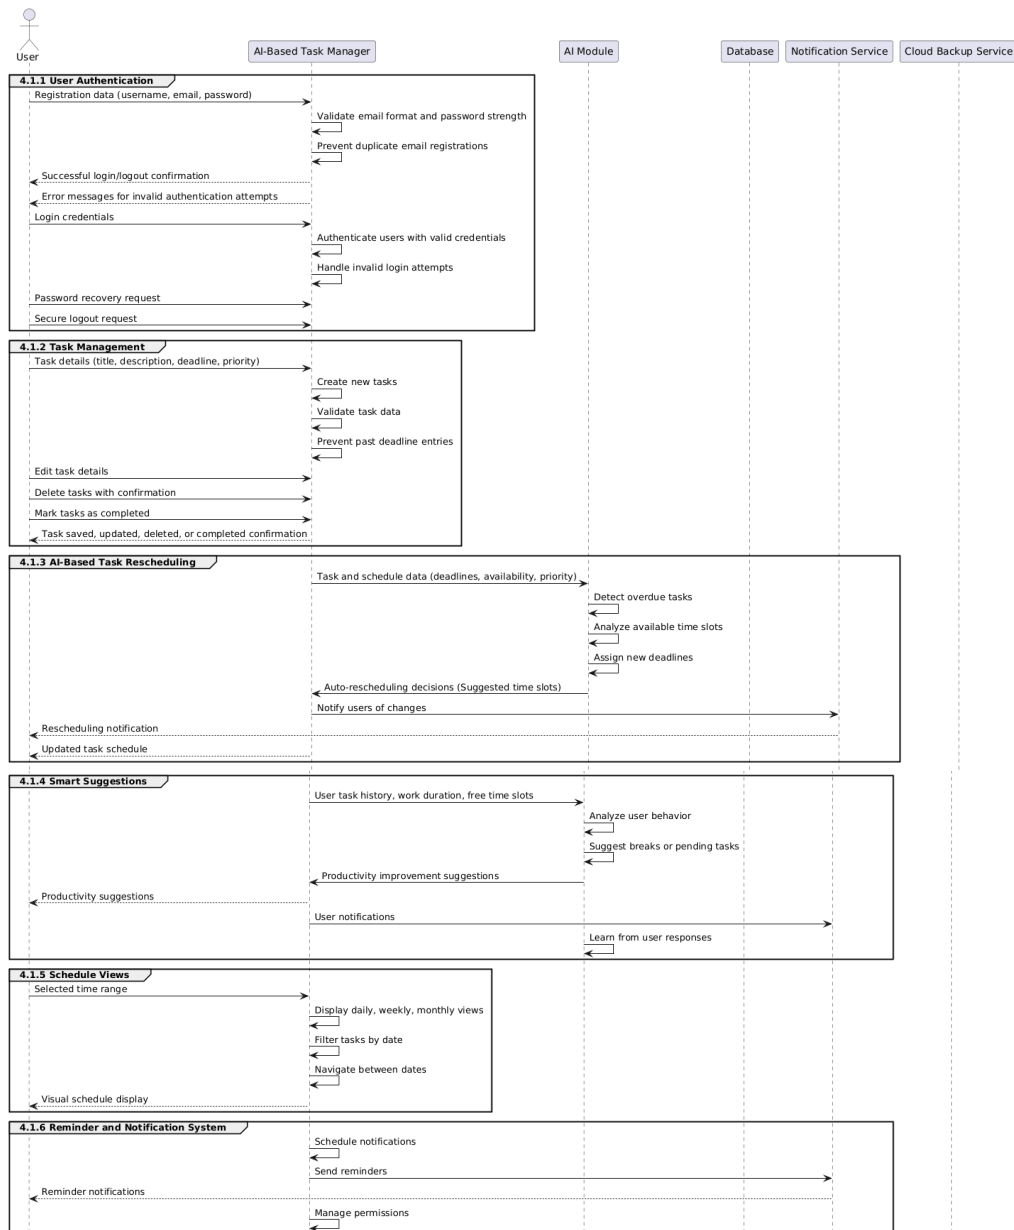 User
AI-Based Task Manager
AI Module
Database
Notification Service
Cloud Backup Service
4.1.1 User Authentication
Registration data (username, email, password)
Validate email format and password strength
Prevent duplicate email registrations
Successful login/logout confirmation
Error messages for invalid authentication attempts
Login credentials
Authenticate users with valid credentials
Handle invalid login attempts
Password recovery request
Secure logout request
4.1.2 Task Management
Task details (title, description, deadline, priority)
Create new tasks
Validate task data
Prevent past deadline entries
Edit task details
Delete tasks with confirmation
Mark tasks as completed
Task saved, updated, deleted, or completed confirmation
4.1.3 AI-Based Task Rescheduling
Task and schedule data (deadlines, availability, priority)
Detect overdue tasks
Analyze available time slots
Assign new deadlines
Auto-rescheduling decisions (Suggested time slots)
Notify users of changes
Rescheduling notification
Updated task schedule
4.1.4 Smart Suggestions
User task history, work duration, free time slots
Analyze user behavior
Suggest breaks or pending tasks
Productivity improvement suggestions
Productivity suggestions
User notifications
Learn from user responses
4.1.5 Schedule Views
Selected time range
Display daily, weekly, monthly views
Filter tasks by date
Navigate between dates
Visual schedule display
4.1.6 Reminder and Notification System
Schedule notifications
Send reminders
Reminder notifications
Manage permissions